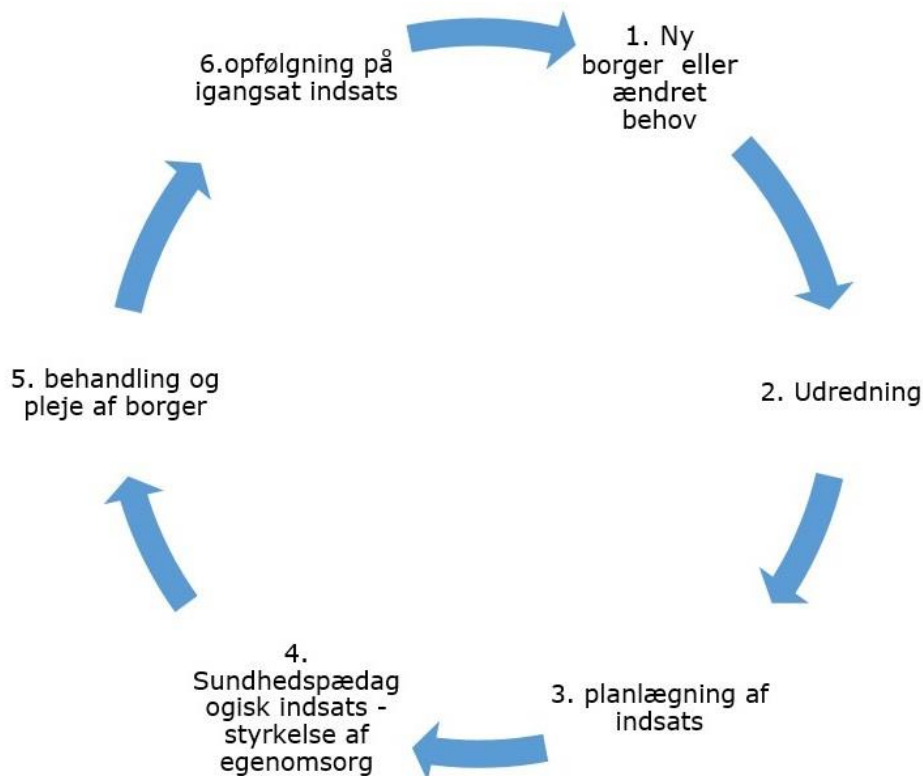 1. Ny
borger eller
ændret
behov
2. Udredning
3. planlægning af
indsats
4.
Sundhedspædag
ogisk indsats -
styrkelse af
egenomsorg
5. behandling og
pleje af borger
6.opfølgning på
igangsat indsats